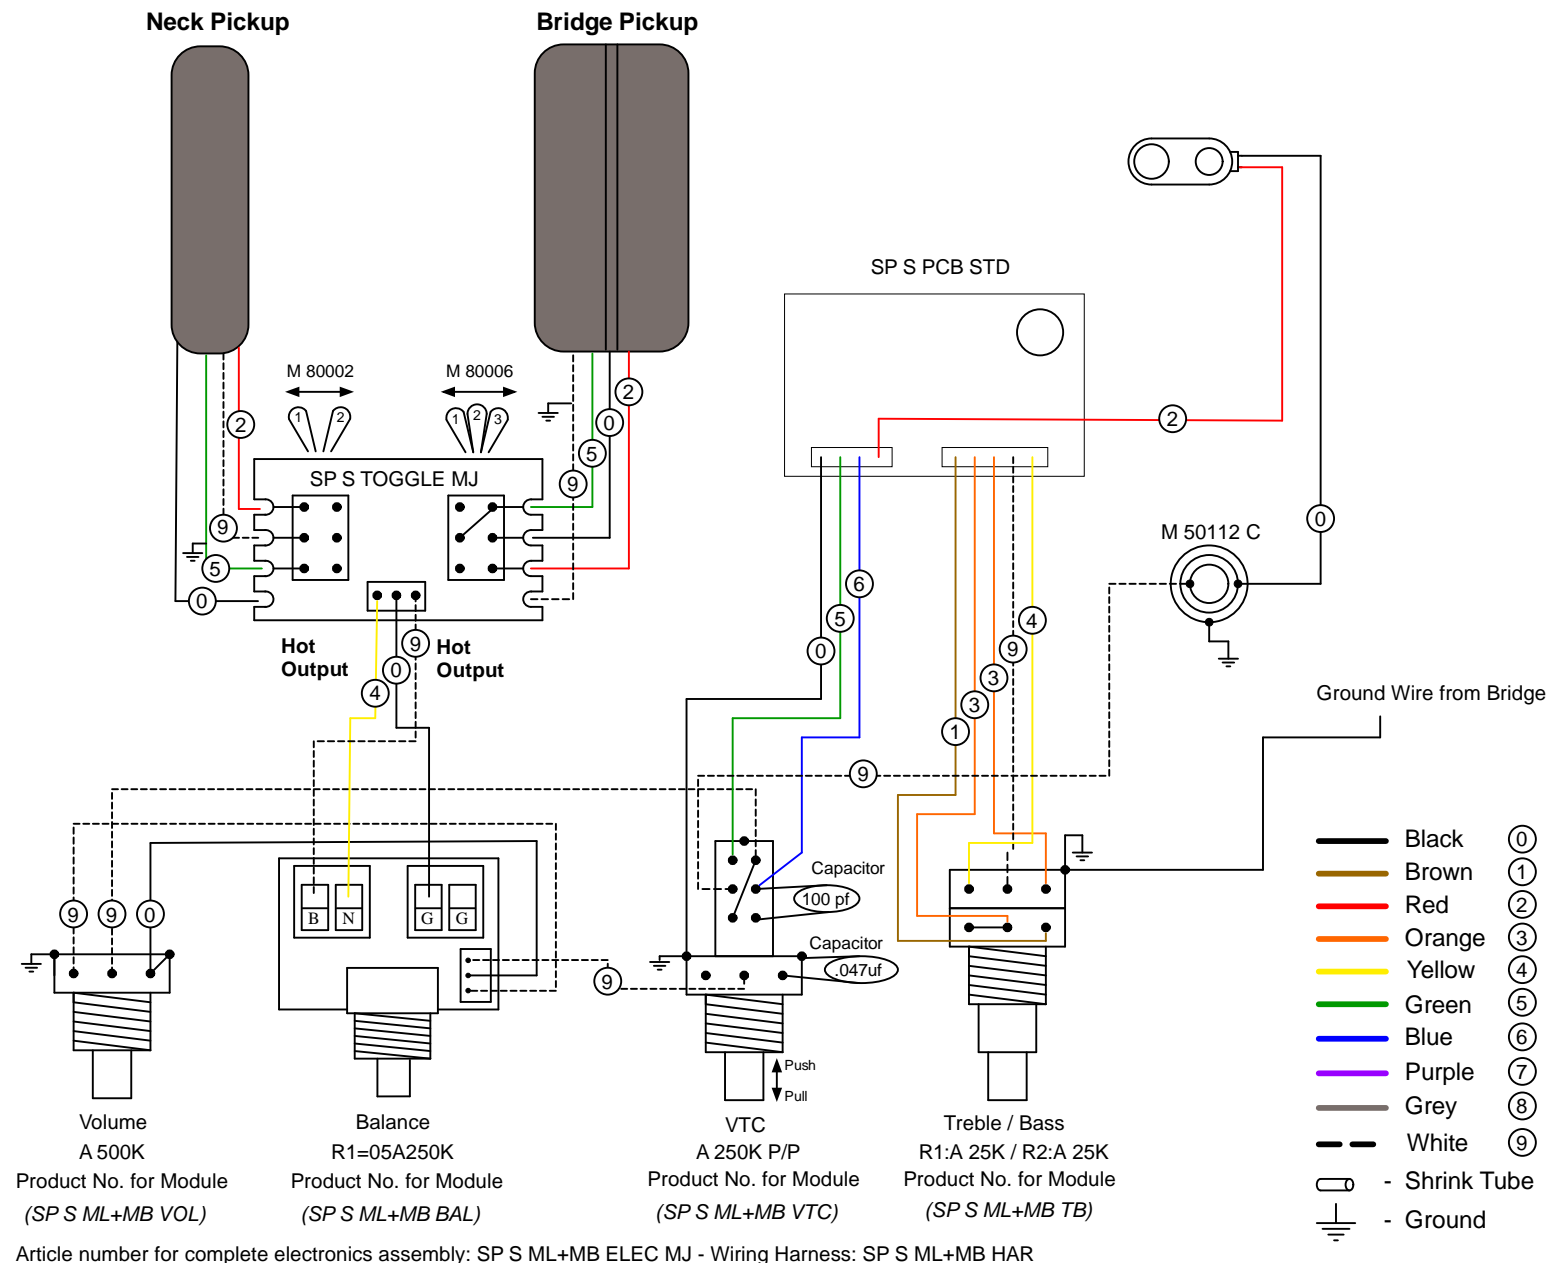 Neck Pickup
Bridge Pickup
SP S PCB STD
M 80002
M 80006
1
2
1
2
3
2
2
0
5
9
2
SP S TOGGLE MJ
9
5
0
0
M 50112 C
6
5
0
4
9
3
3
1
Hot
Output
9
0
4
Hot
Output
Ground Wire from Bridge
9
9
9
0
B
N
G
G
9
Capacitor
100 pf
Capacitor
.047uf
Push
Pull
Black 0
Brown 1
Red 2
Orange 3
Yellow 4
Green 5
Blue 6
Purple 7
Grey 8
White 9
- Shrink Tube
- Ground
Volume
A 500K
Product No. for Module
(SP S ML+MB VOL)
Balance
R1=05A250K
Product No. for Module
(SP S ML+MB BAL)
VTC
A 250K P/P
Product No. for Module
(SP S ML+MB VTC)
Treble / Bass
R1:A 25K / R2:A 25K
Product No. for Module
(SP S ML+MB TB)
Article number for complete electronics assembly: SP S ML+MB ELEC MJ - Wiring Harness: SP S ML+MB HAR